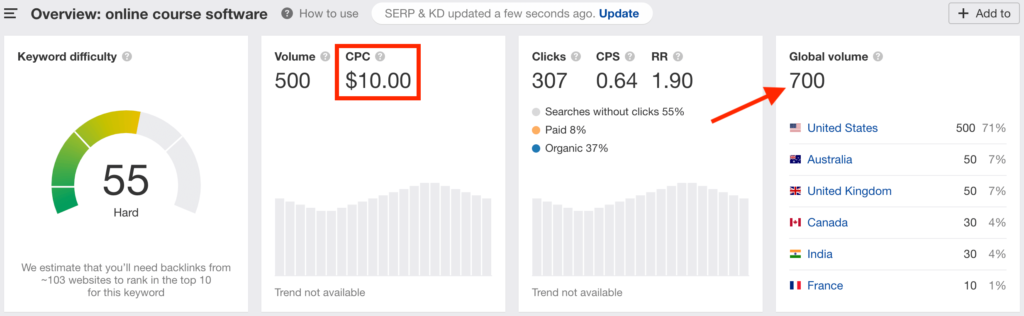 Overview: online course software
How to use
SERP & KD updated a few seconds ago. Update
Add to
Keyword difficulty
55
Hard
We estimate that you'll need backlinks from
~103 websites to rank in the top 10
for this keyword
Volume CPC
500 $10.00
Trend not available
Clicks CPS RR
307 0.64 1.90
Searches without clicks 55%
Paid 8%
Organic 37%
Trend not available
Global volume
700
United States 500 71%
Australia 50 7%
United Kingdom 50 7%
Canada 30 4%
India 30 4%
France 10 1%